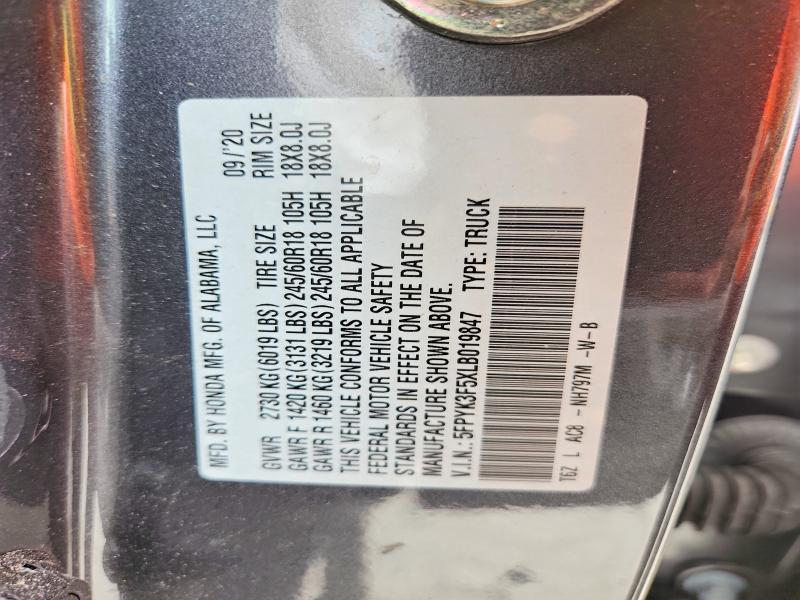 MFD. BY HONDA MFG. OF ALABAMA, LLC 09/'20
GVWR 2730 KG(6019 LBS) TIRE SIZE RIM SIZE
GAWR F 1420 KG(3131 LBS)245/60R18 105H 18X8.0J
GAWR R 1460 KG(3219 LBS)245/60R18 105H 18X8.0J
THIS VEHICLE CONFORMS TO ALL APPLICABLE
FEDERAL MOTOR VEHICLE SAFETY
STANDARDS IN EFFECT ON THE DATE OF
MANUFACTURE SHOWN ABOVE.
V.I.N.: 5FPYK3F5XLB019847 TYPE: TRUCK
T6Z L AC8 -NH797M -W-B